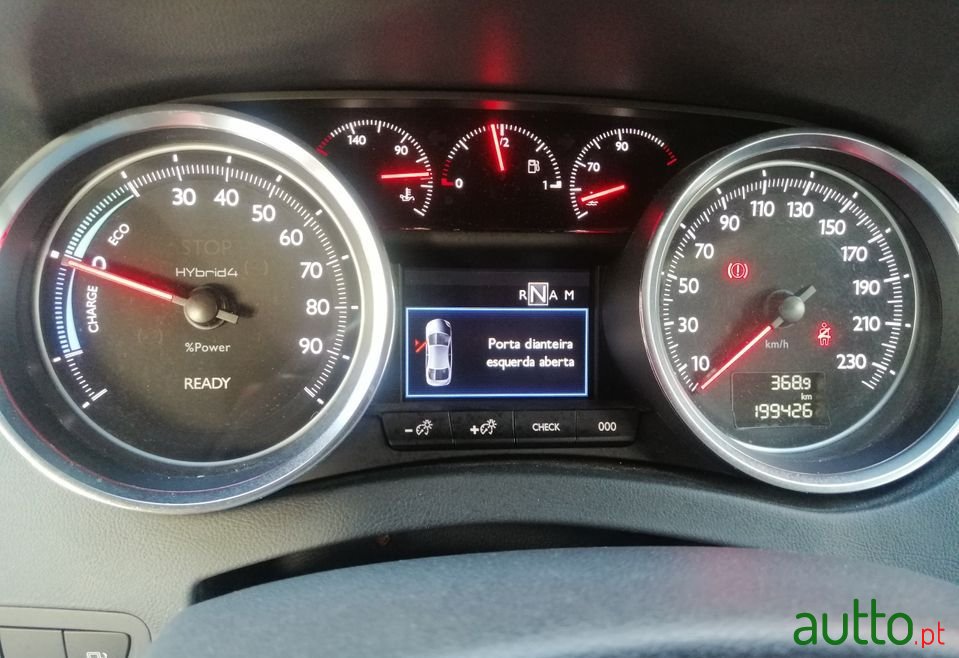 140 90
0 1/2 1
70 90
30 40 50 60 70 80 90
ECO
0
CHARGE
STOP
HYbrid4
%Power
READY
R N A M
Porta dianteira
esquerda aberta
- + CHECK 000
10 30 50 70 90 110 130 150 170 190 210 230
km/h
368.9
km
199426
autto.pt